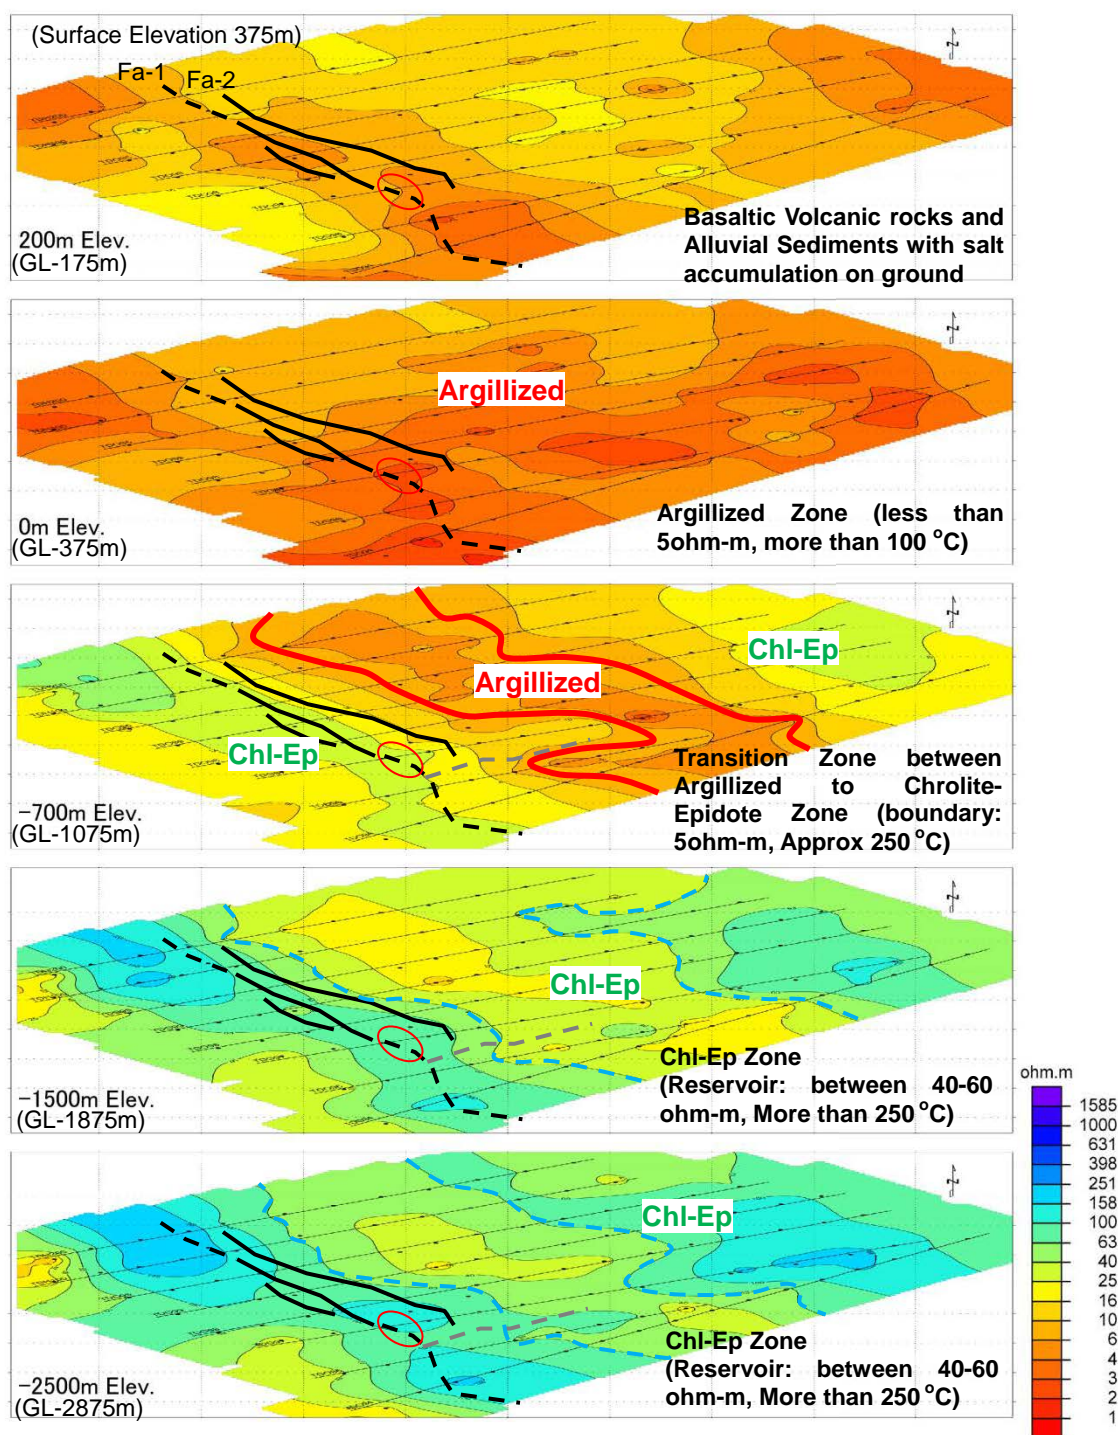 (Surface Elevation 375m)
Fa-1
Fa-2
200m Elev.
(GL-175m)
Basaltic Volcanic rocks and
Alluvial Sediments with salt
accumulation on ground
Argillized
0m Elev.
(GL-375m)
Argillized Zone (less than
5ohm-m, more than 100 °C)
Chl-Ep
Argillized
Chl-Ep
-700m Elev.
(GL-1075m)
Transition Zone between
Argillized to Chrolite-
Epidote Zone (boundary:
5ohm-m, Approx 250 °C)
Chl-Ep
-1500m Elev.
(GL-1875m)
Chl-Ep Zone
(Reservoir: between 40-60
ohm-m, More than 250 °C)
Chl-Ep
-2500m Elev.
(GL-2875m)
Chl-Ep Zone
(Reservoir: between 40-60
ohm-m, More than 250 °C)
ohm.m
1585
1000
631
398
251
158
100
63
40
25
16
10
6
4
3
2
1